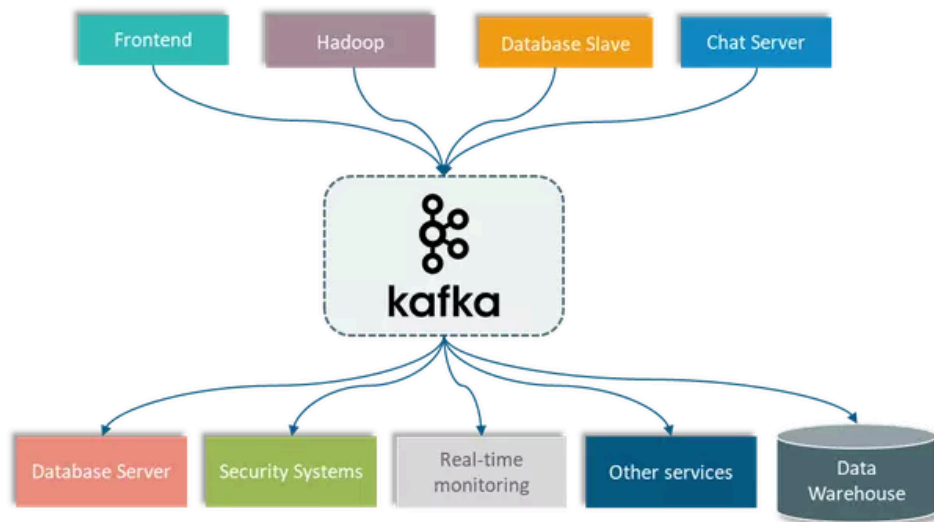 Frontend
Hadoop
Database Slave
Chat Server
kafka
Database Server
Security Systems
Real-time
monitoring
Other services
Data
Warehouse